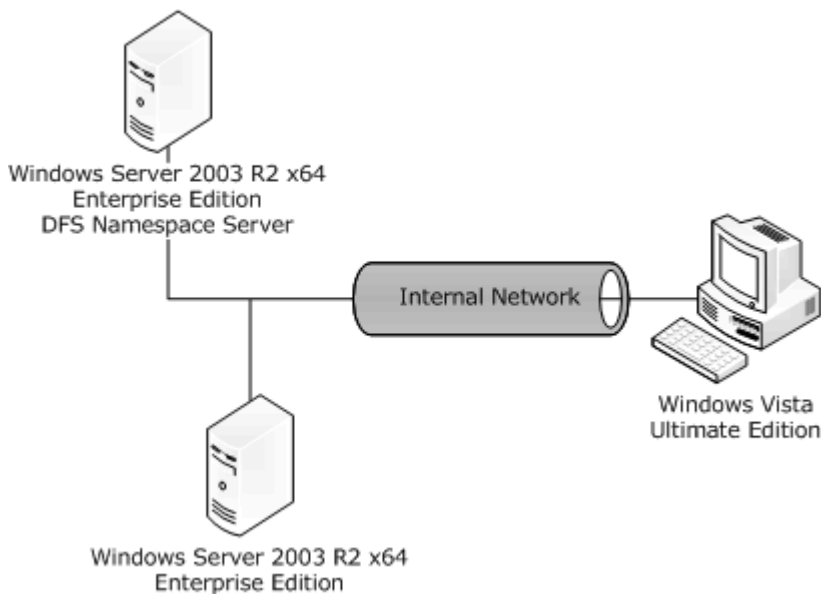 Windows Server 2003 R2 x64
Enterprise Edition
DFS Namespace Server
Internal Network
Windows Vista
Ultimate Edition
Windows Server 2003 R2 x64
Enterprise Edition